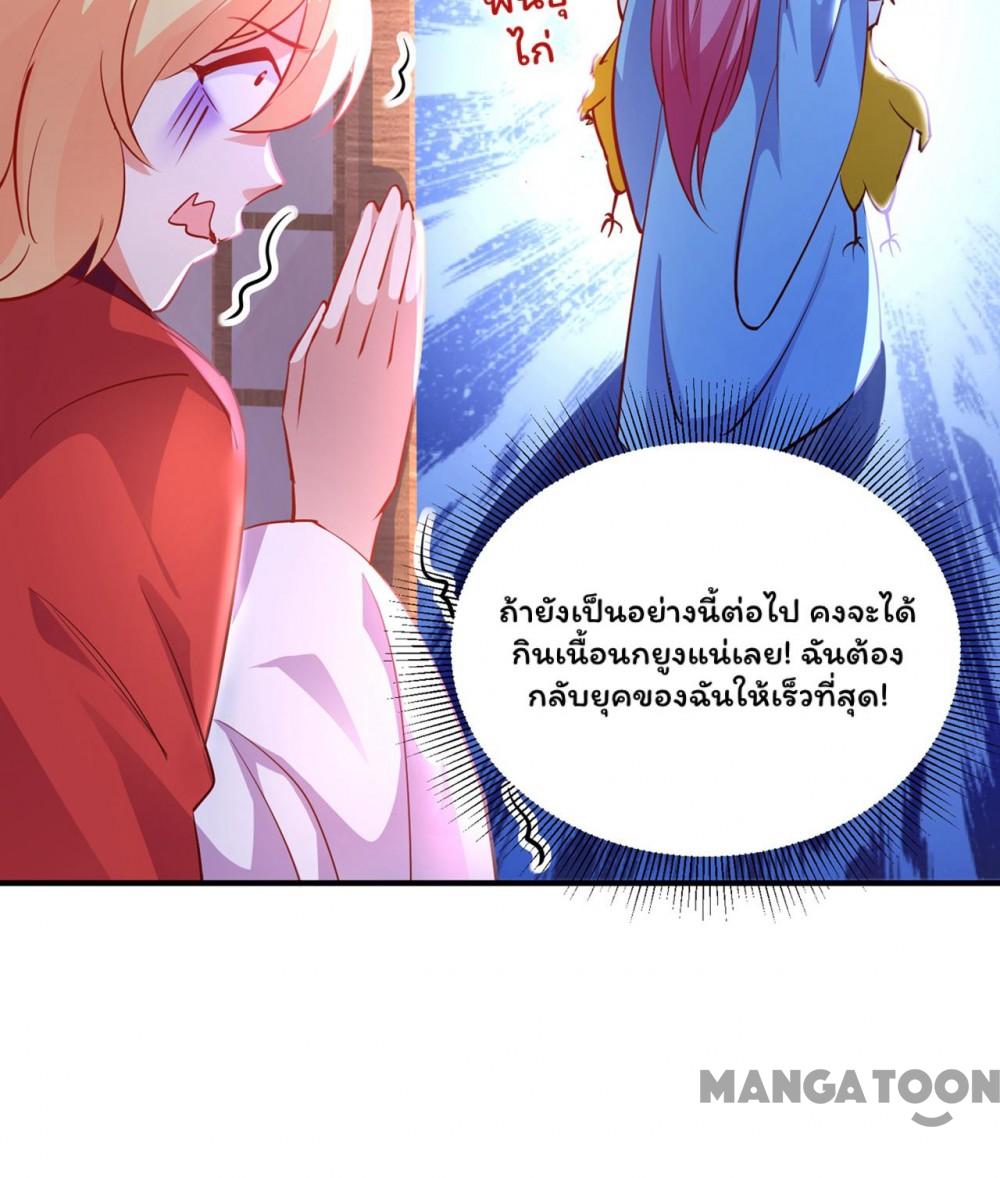 ไก่
ถ้ายังเป็นอย่างนี้ต่อไป คงจะได้
กินเนื้อนกยูงแน่เลย! ฉันต้อง
กลับยุคของฉันให้เร็วที่สุด!
MANGATOON